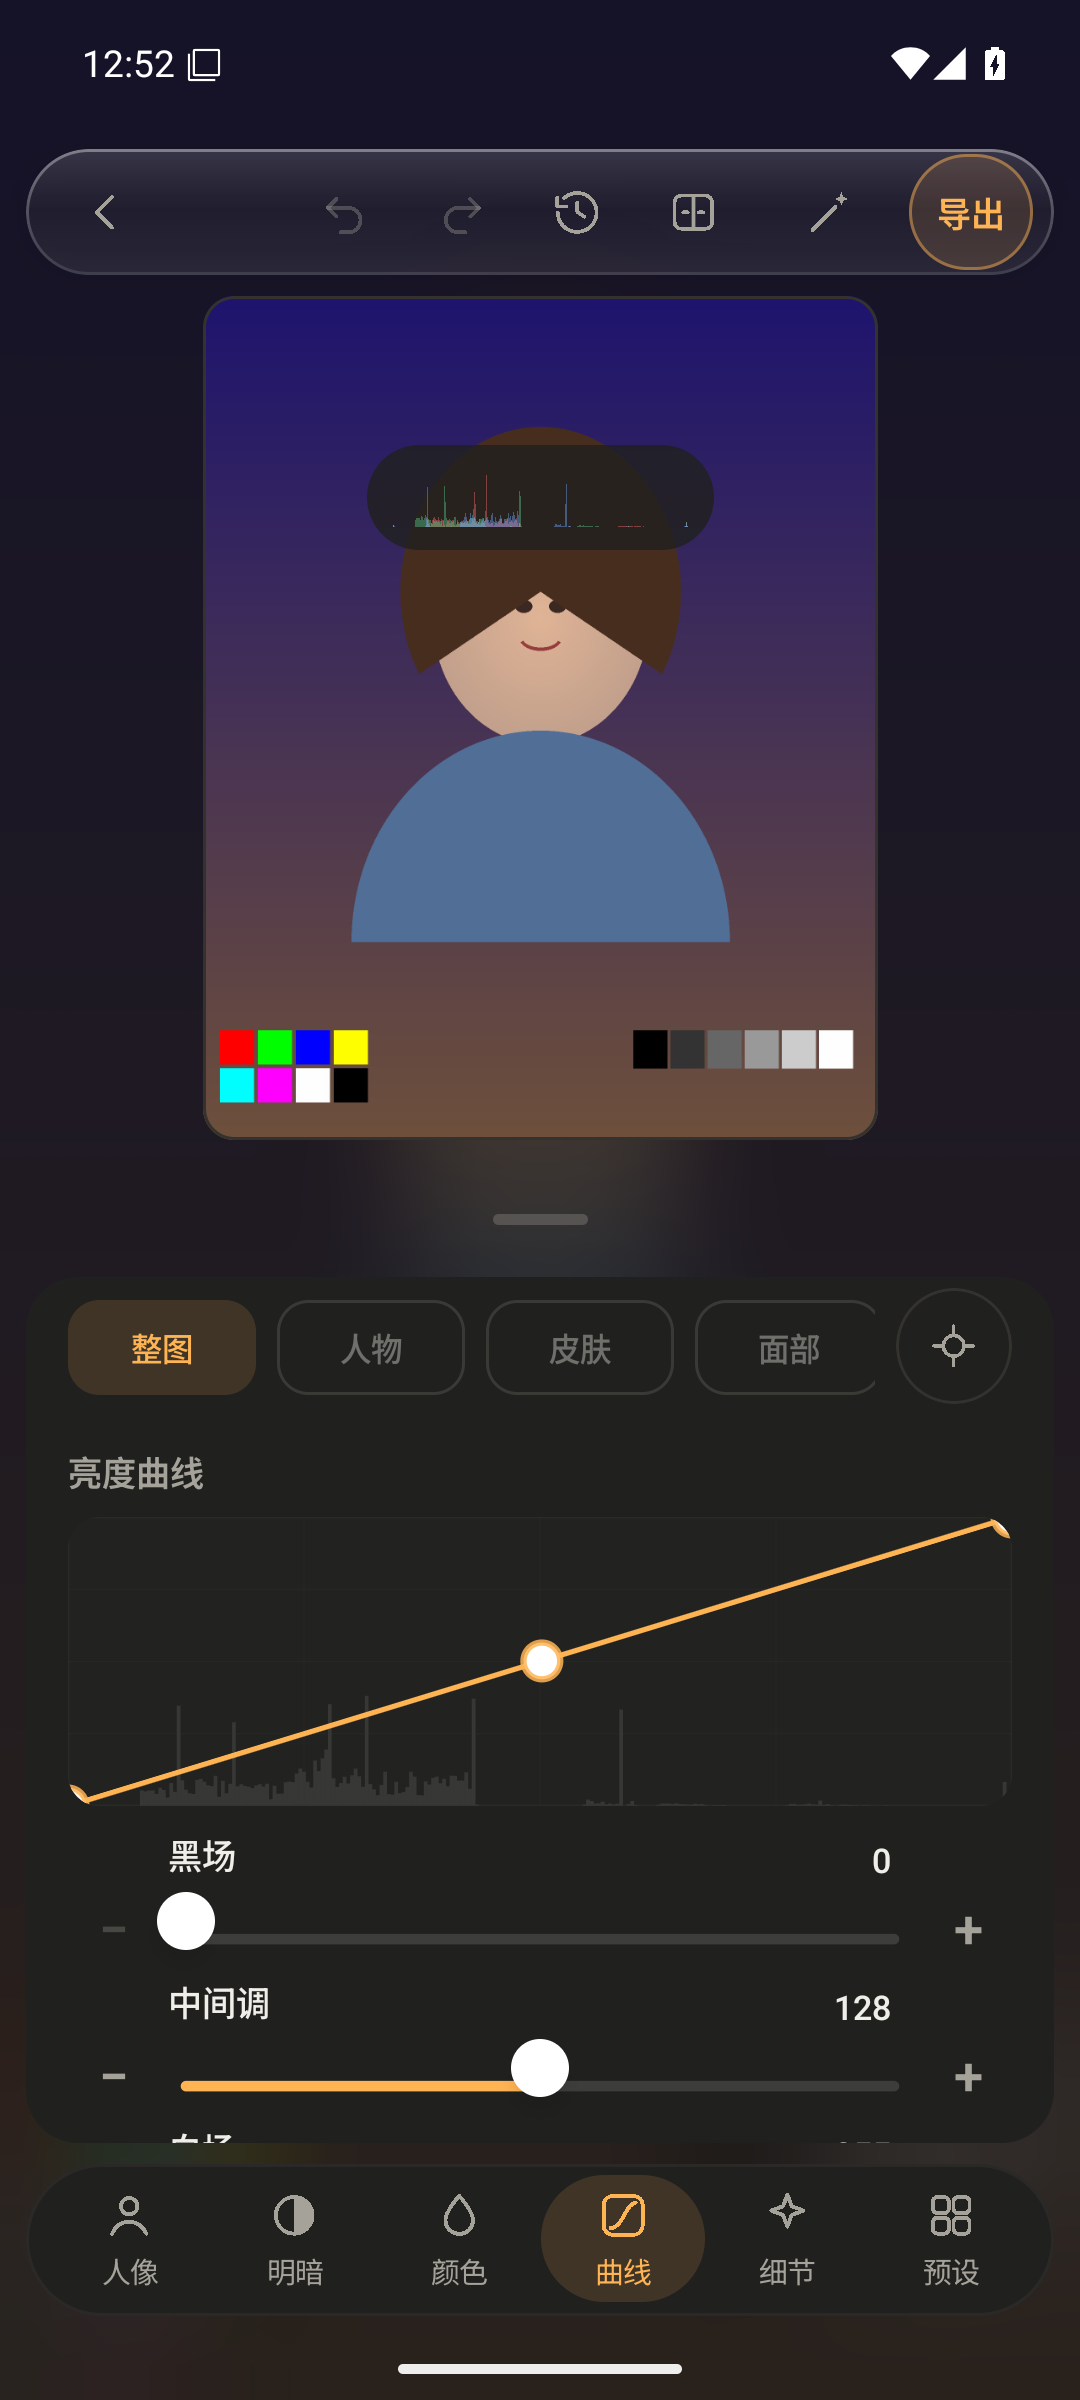 12:52
导出
整图 人物 皮肤 面部
亮度曲线
黑场 0
中间调 128
人像 明暗 颜色 曲线 细节 预设